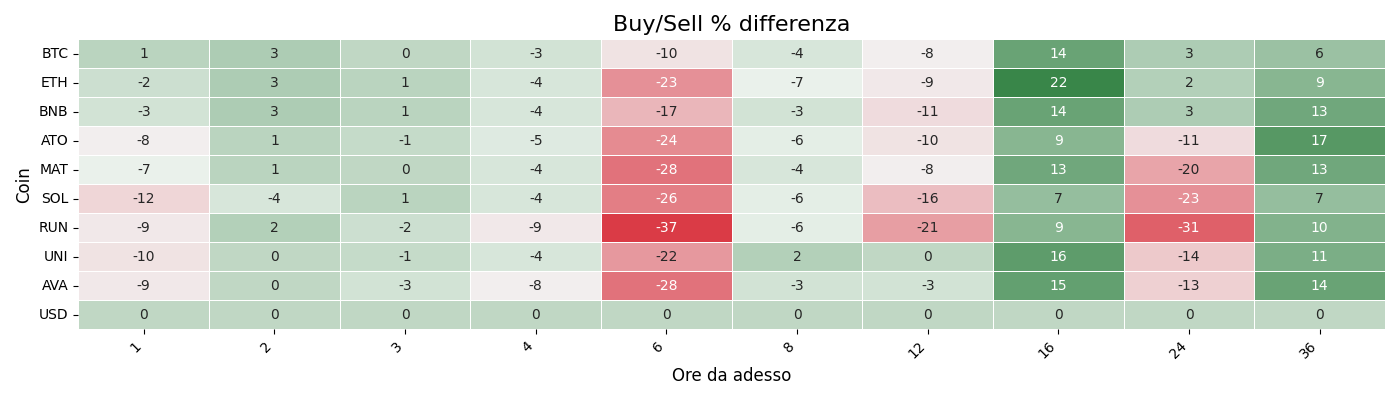 Buy/Sell % differenza
Coin
BTC 1 3 0 -3 -10 -4 -8 14 3 6
ETH -2 3 1 -4 -23 -7 -9 22 2 9
BNB -3 3 1 -4 -17 -3 -11 14 3 13
ATO -8 1 -1 -5 -24 -6 -10 9 -11 17
MAT -7 1 0 -4 -28 -4 -8 13 -20 13
SOL -12 -4 1 -4 -26 -6 -16 7 -23 7
RUN -9 2 -2 -9 -37 -6 -21 9 -31 10
UNI -10 0 -1 -4 -22 2 0 16 -14 11
AVA -9 0 -3 -8 -28 -3 -3 15 -13 14
USD 0 0 0 0 0 0 0 0 0 0
1 2 3 4 6 8 12 16 24 36
Ore da adesso